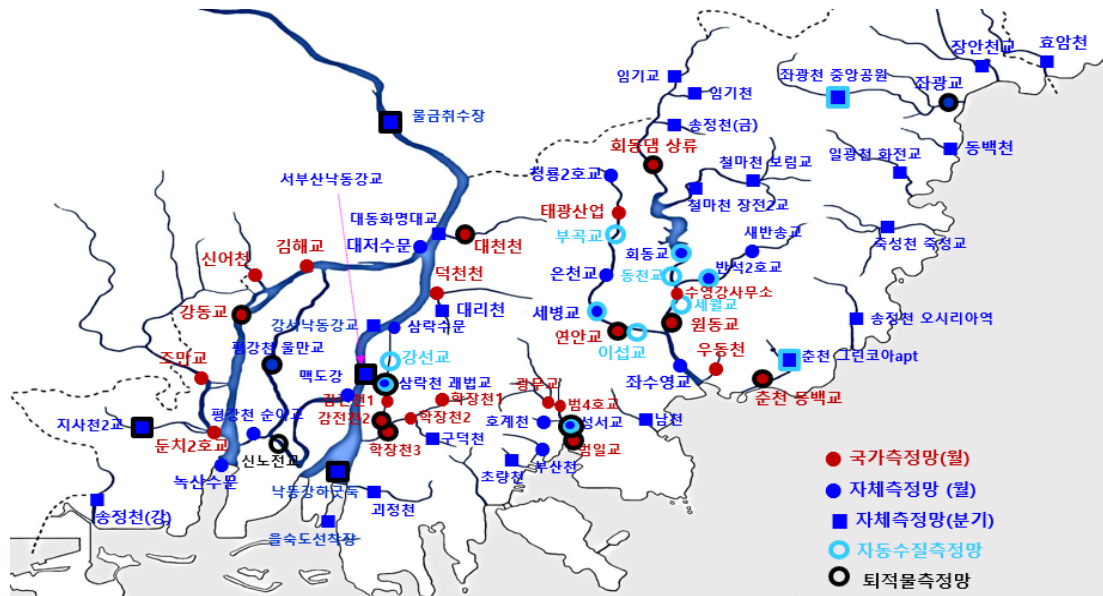 장안천교
효암천
임기교
좌광천 중앙공원
좌광교
임기천
물금취수장
송정천(금)
회동댐 상류
동백천
철마천 보림교
일광천 화전교
서부산낙동강교
청룡2호교
철마천 장전2교
태광산업
대동화명대교
새반송교
죽성천 죽정교
부곡교
대저수문
대천천
김해교
회동교
신어천
온천교
동천교
반석2호교
덕천천
수영강사무소
세월교
강동교
대리천
세병교
강서낙동강교
삼락수문
원동교
송정천 오시리아역
연안교
이섭교
우동천
조만교
평강천 울만교
강선교
춘천 그린코아apt
맥도강
삼락천 괘법교
좌수영교
광무교
감전천1
학장천1
범4호교
춘천 동백교
지사천2교
평강천 순아교
감전천2
학장천2
호계천
성서교
남천
둔치2호교
신노전교
학장천3
구덕천
범일교
녹산수문
초량천
부산천
낙동강하굿둑
송정천(강)
괴정천
을숙도선착장
국가측정망(월)
자체측정망 (월)
자체측정망(분기)
자동수질측정망
퇴적물측정망